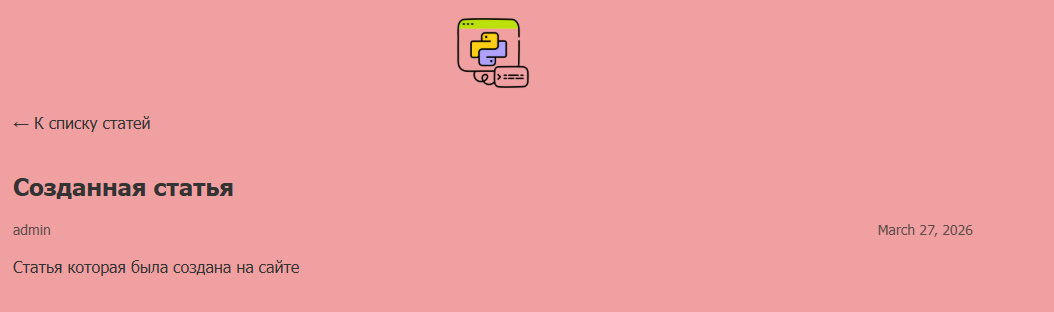 ← К списку статей
Созданная статья
admin
March 27, 2026
Статья которая была создана на сайте